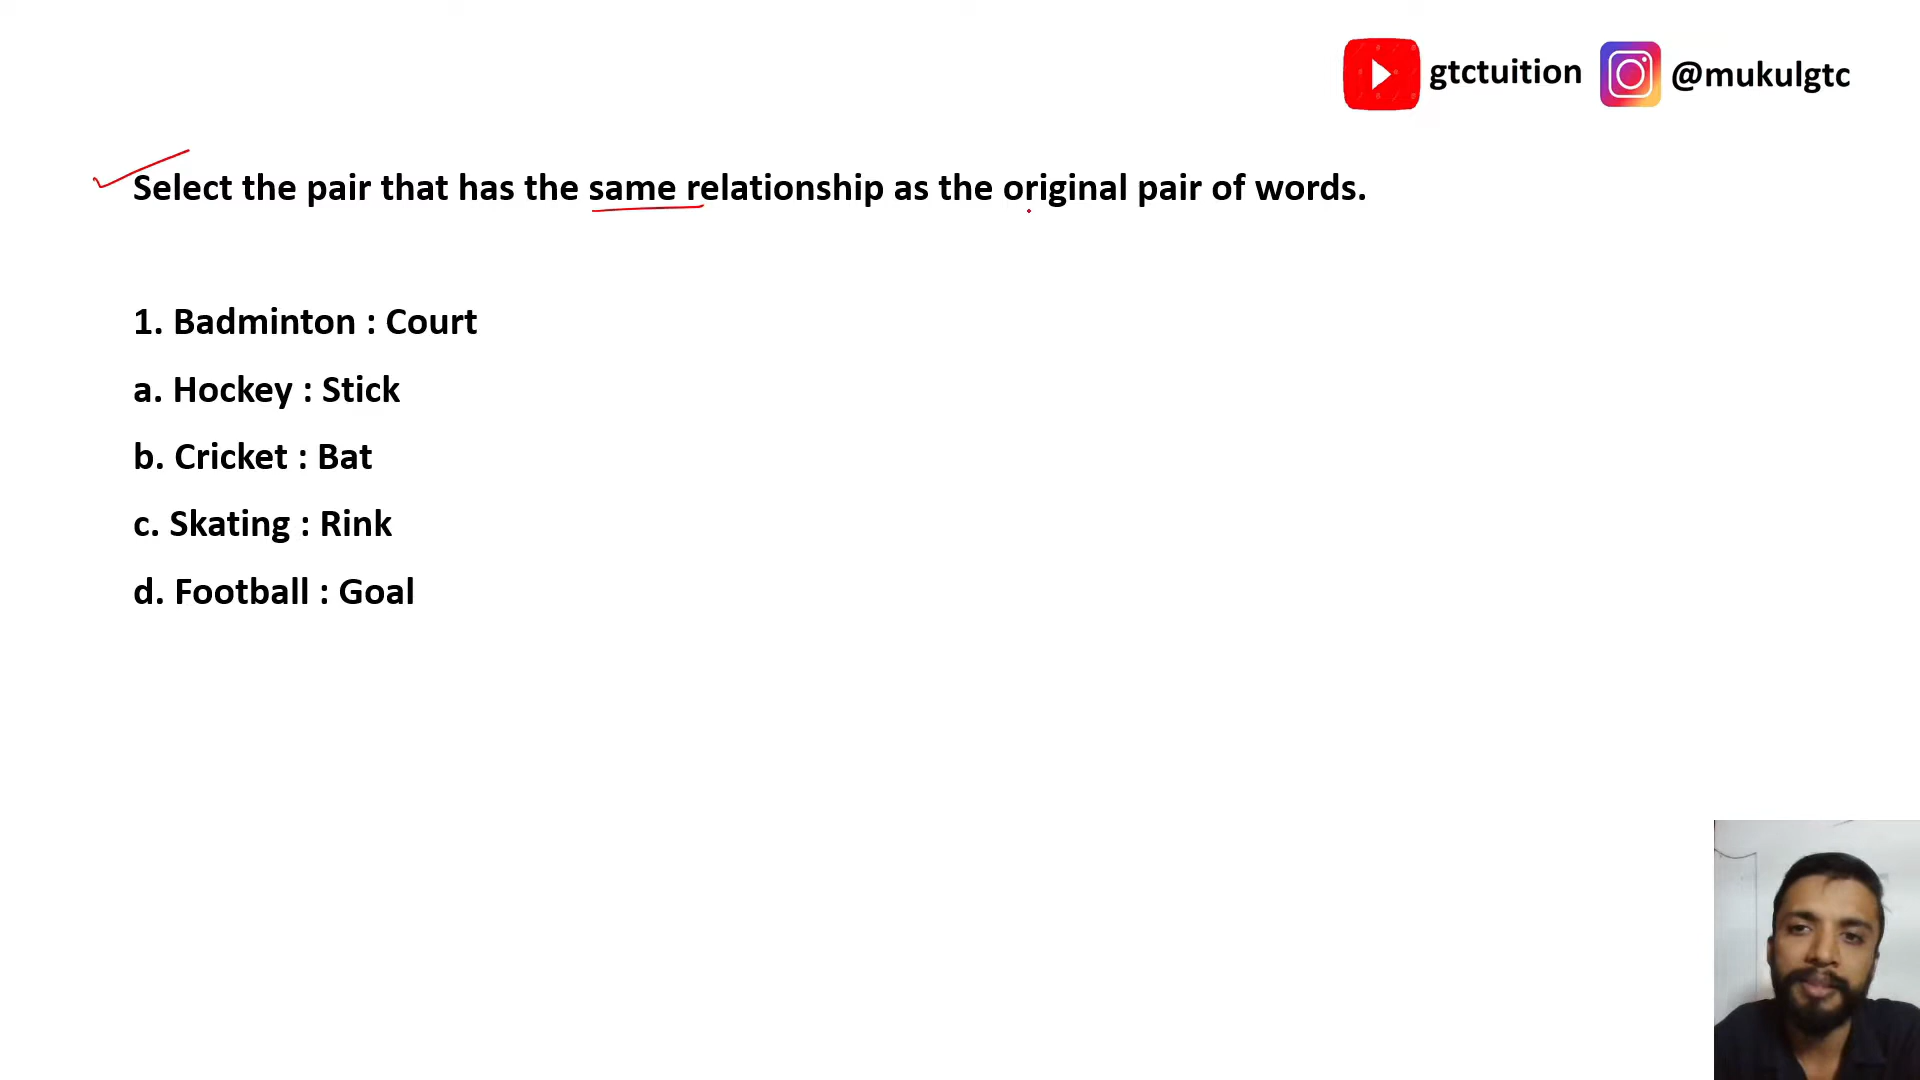 gtctuition @mukulgtc
Select the pair that has the same relationship as the original pair of words.
1. Badminton : Court
a. Hockey : Stick
b. Cricket : Bat
c. Skating : Rink
d. Football : Goal